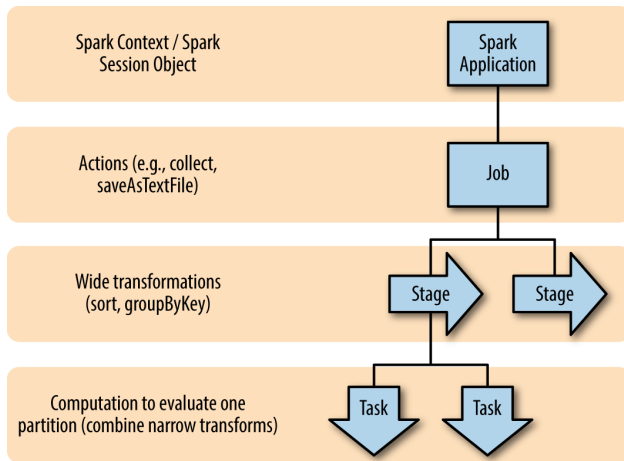 Spark Context / Spark
Session Object
Spark
Application
Actions (e.g., collect,
saveAsTextFile)
Job
Wide transformations
(sort, groupByKey)
Stage
Stage
Computation to evaluate one
partition (combine narrow transforms)
Task
Task